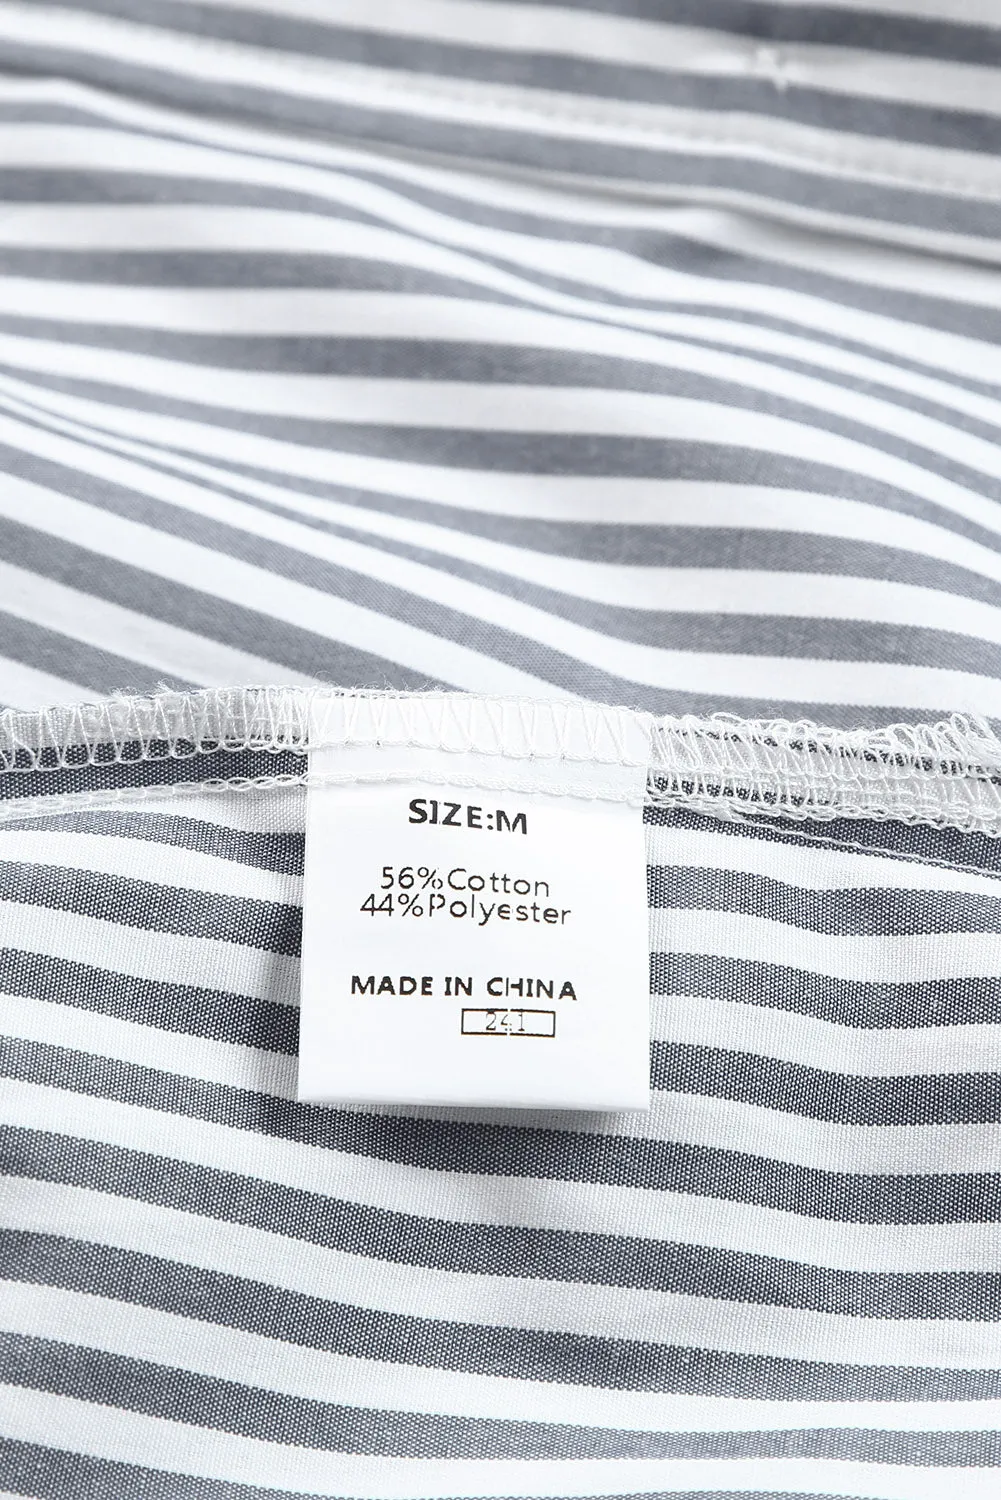 SIZE:M
56%Cotton
44%Polyester
MADE IN CHINA
241